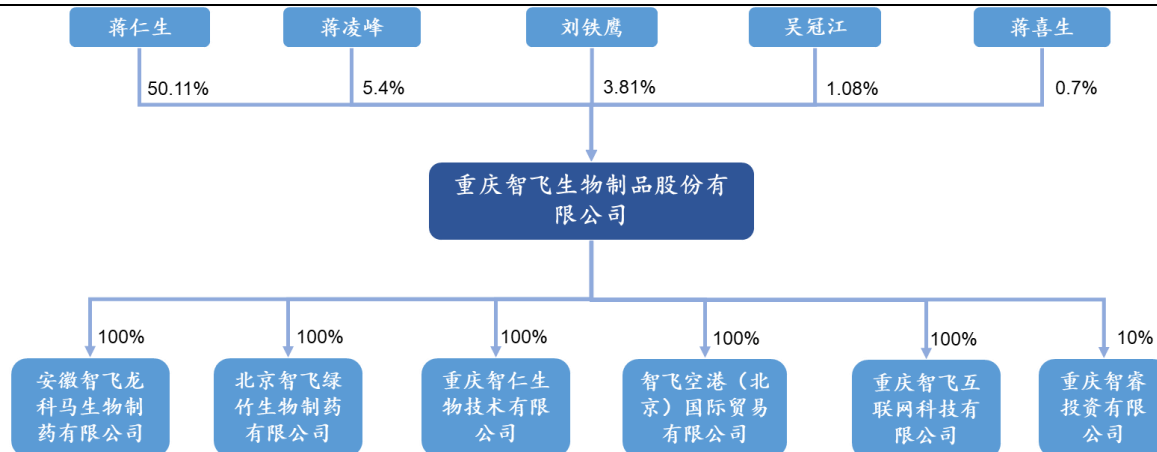 蒋仁生
蒋凌峰
刘铁鹰
吴冠江
蒋喜生
50.11%
5.4%
3.81%
1.08%
0.7%
重庆智飞生物制品股份有
限公司
100%
100%
100%
100%
100%
10%
安徽智飞龙
科马生物制
药有限公司
北京智飞绿
竹生物制药
有限公司
重庆智仁生
物技术有限
公司
智飞空港（北
京）国际贸易
有限公司
重庆智飞互
联网科技有
限公司
重庆智睿
投资有限
公司